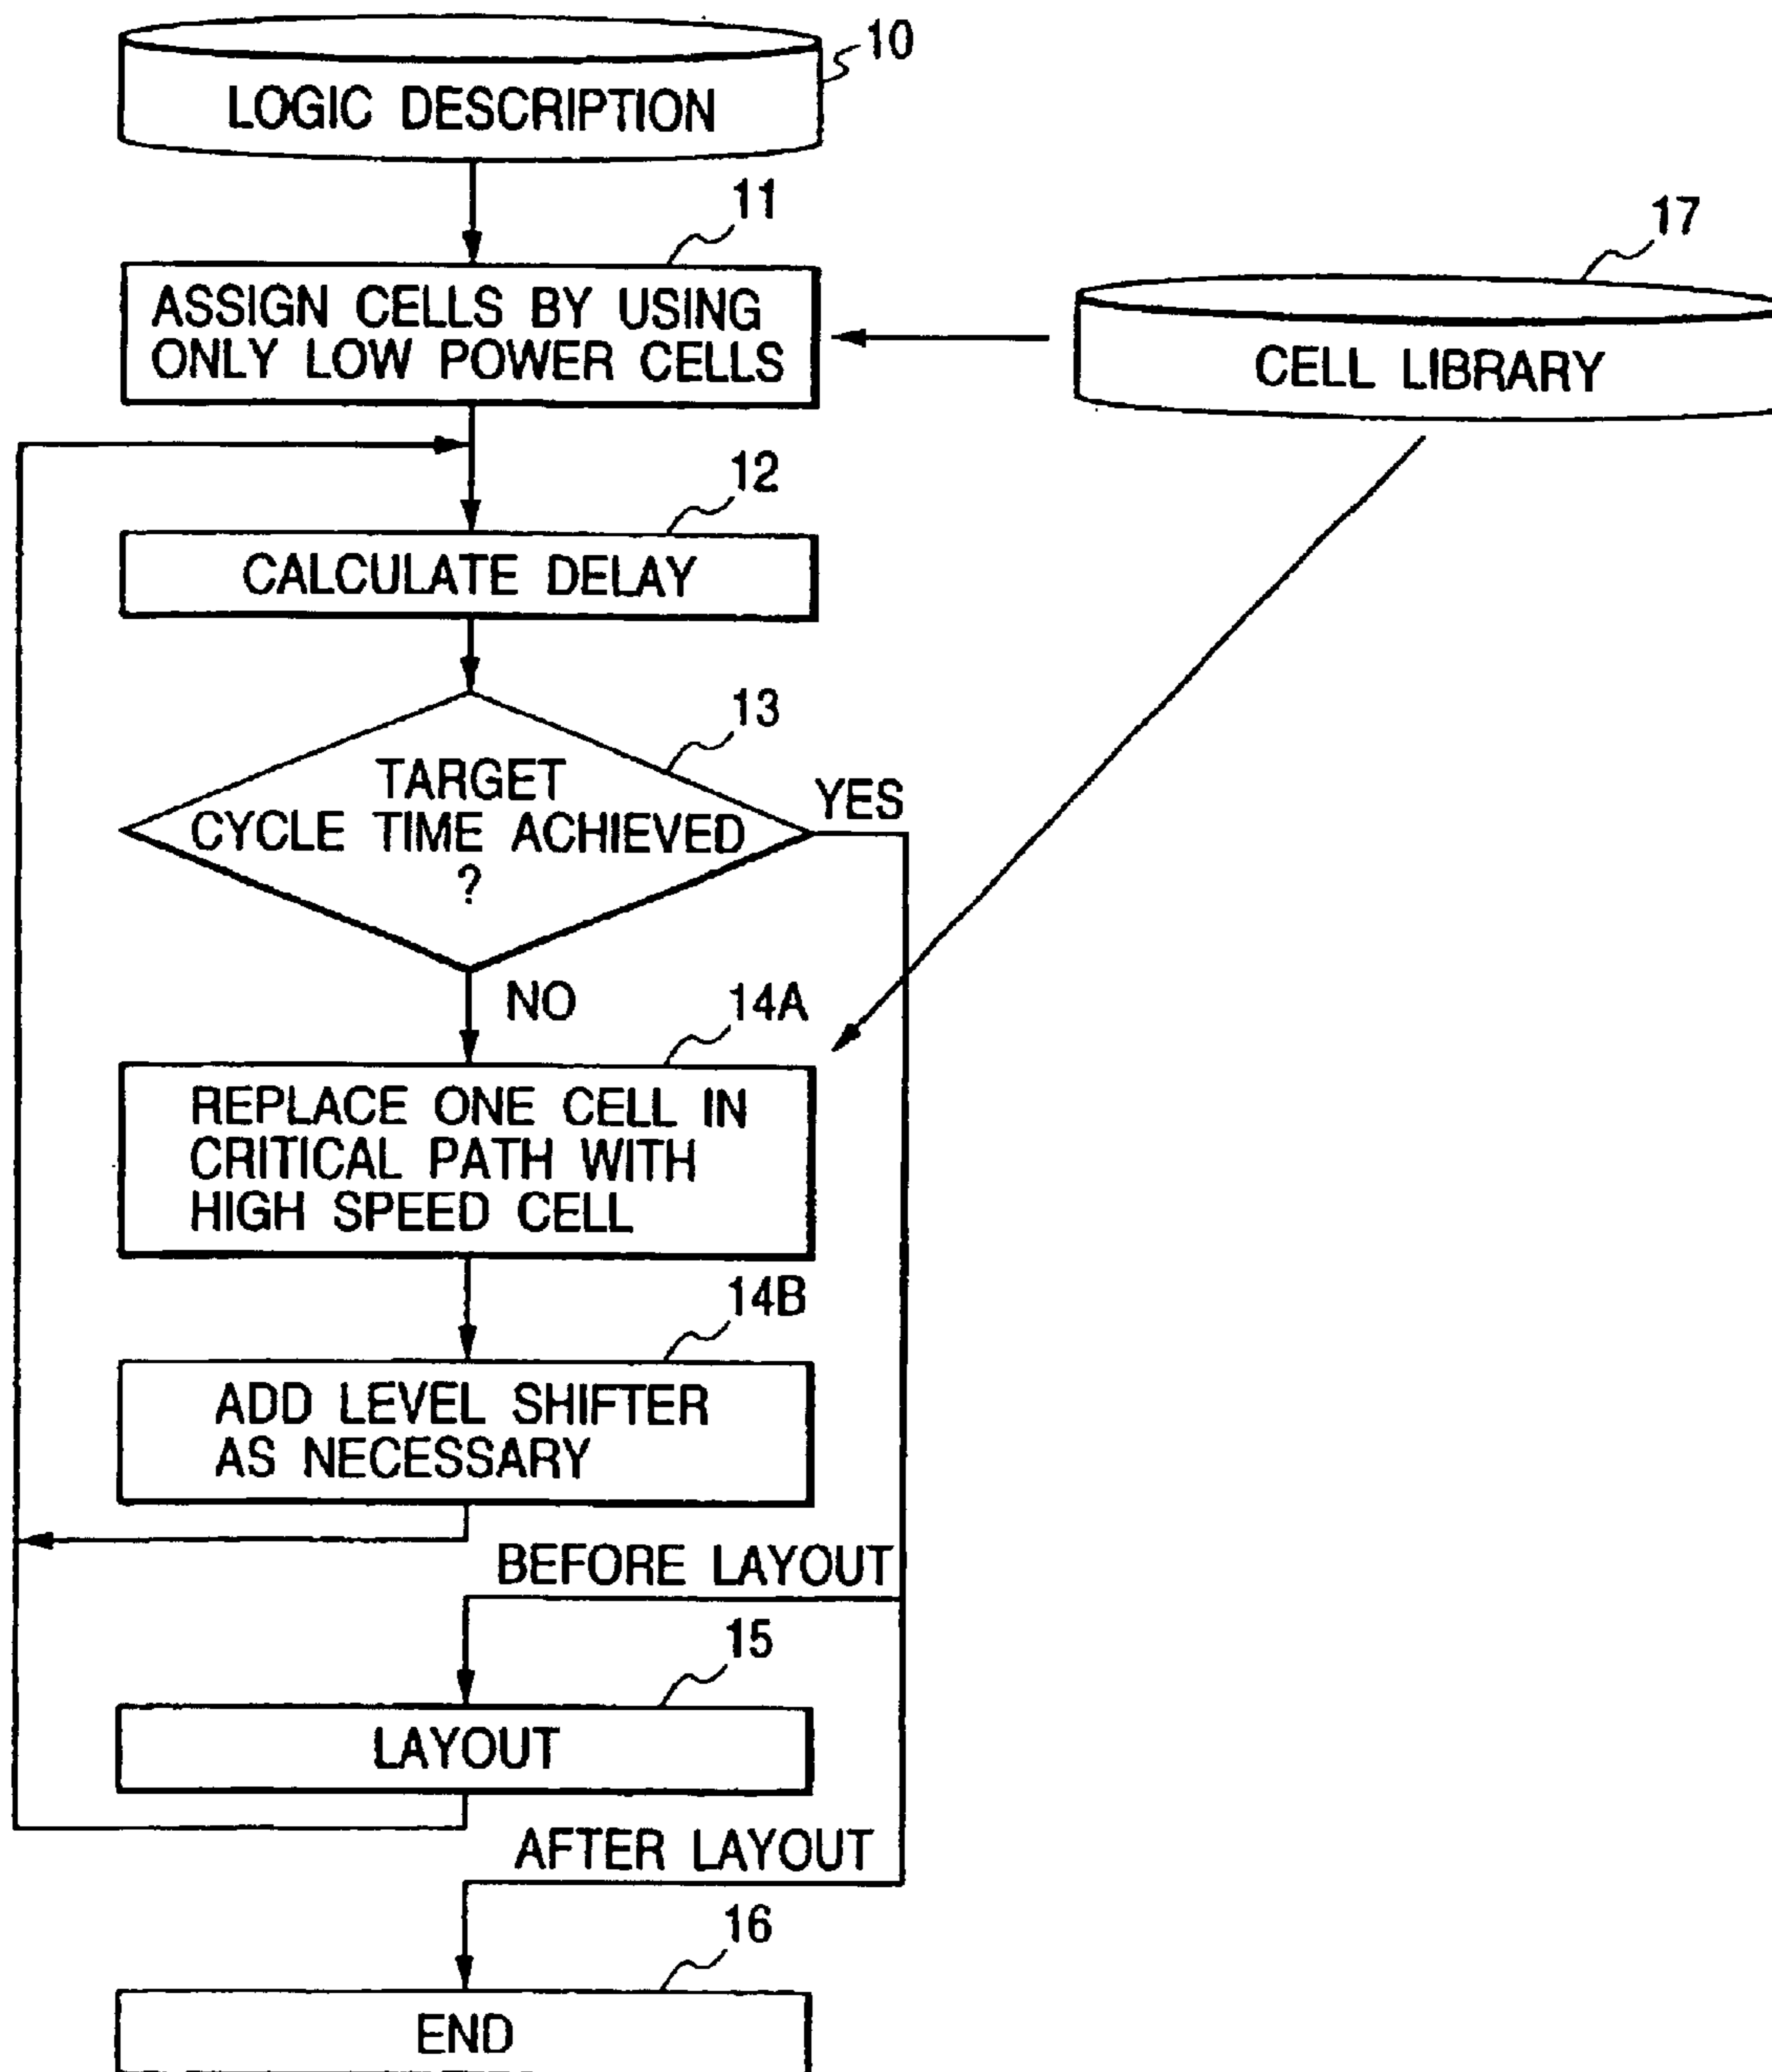 10
LOGIC DESCRIPTION
11
17
ASSIGN CELLS BY USING
ONLY LOW POWER CELLS
CELL LIBRARY
12
CALCULATE DELAY
13
TARGET
CYCLE TIME ACHIEVED
?
YES
NO
14A
REPLACE ONE CELL IN
CRITICAL PATH WITH
HIGH SPEED CELL
14B
ADD LEVEL SHIFTER
AS NECESSARY
BEFORE LAYOUT
15
LAYOUT
AFTER LAYOUT
16
END